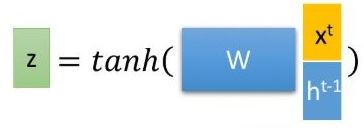 z = tanh( W x^t )
h^t-1